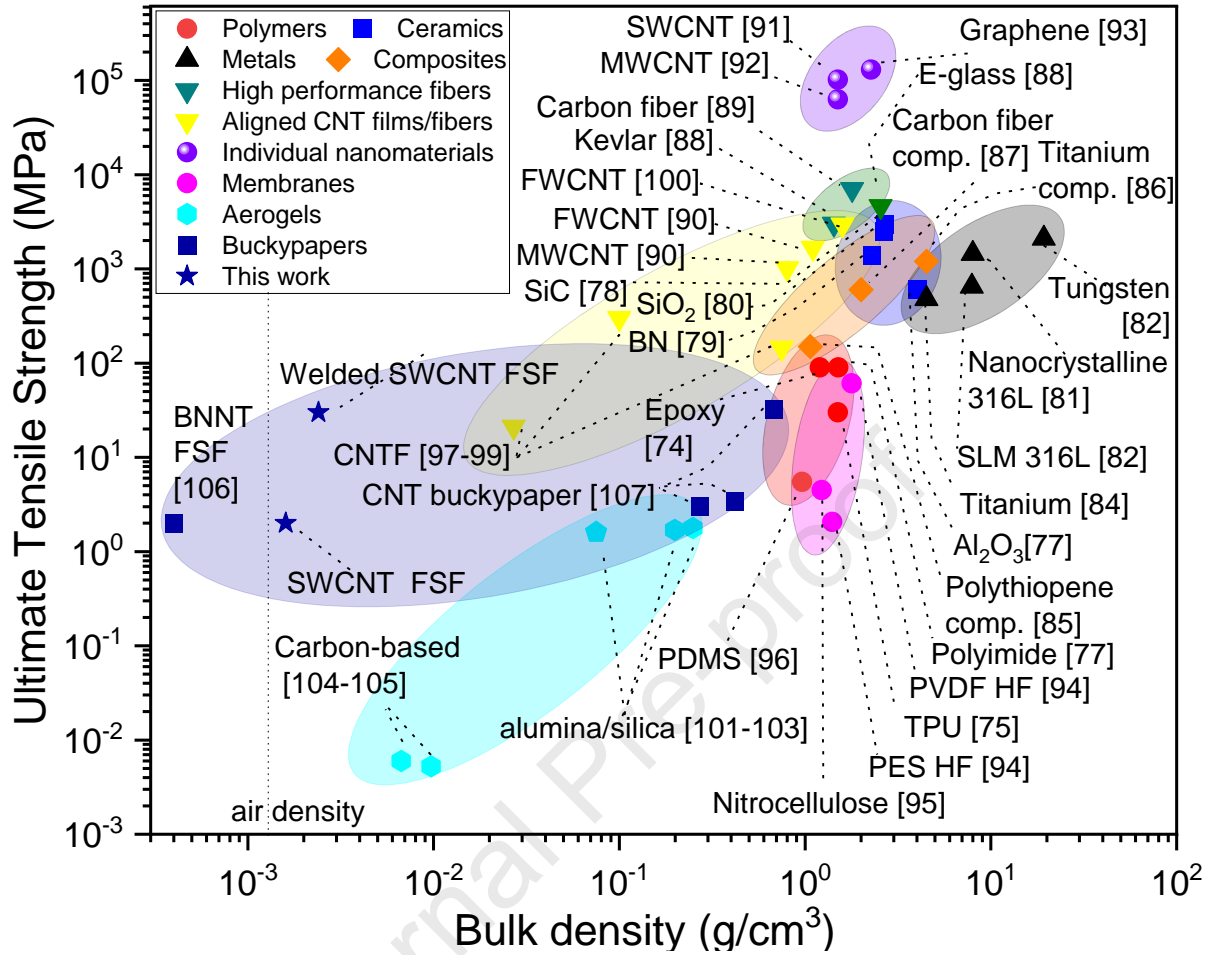 Polymers
Ceramics
Metals
Composites
High performance fibers
Aligned CNT films/fibers
Individual nanomaterials
Membranes
Aerogels
Buckypapers
This work
SWCNT [91]
MWCNT [92]
Carbon fiber [89]
Kevlar [88]
FWCNT [100]
FWCNT [90]
MWCNT [90]
SiC [78]
SiO2 [80]
BN [79]
Graphene [93]
E-glass [88]
Carbon fiber
comp. [87]
Titanium
comp. [86]
Tungsten
[82]
Nanocrystalline
316L [81]
SLM 316L [82]
Titanium [84]
Al2O3[77]
Polythiopene
comp. [85]
Polyimide [77]
PVDF HF [94]
TPU [75]
PES HF [94]
Nitrocellulose [95]
Welded SWCNT FSF
BNNT
FSF
[106]
CNTF [97-99]
Epoxy
[74]
CNT buckypaper [107]
SWCNT FSF
Carbon-based
[104-105]
PDMS [96]
alumina/silica [101-103]
air density
Ultimate Tensile Strength (MPa)
10^5
10^4
10^3
10^2
10^1
10^0
10^-1
10^-2
10^-3
10^-3
10^-2
10^-1
10^0
10^1
10^2
Bulk density (g/cm^3)
rnal Pre-proof